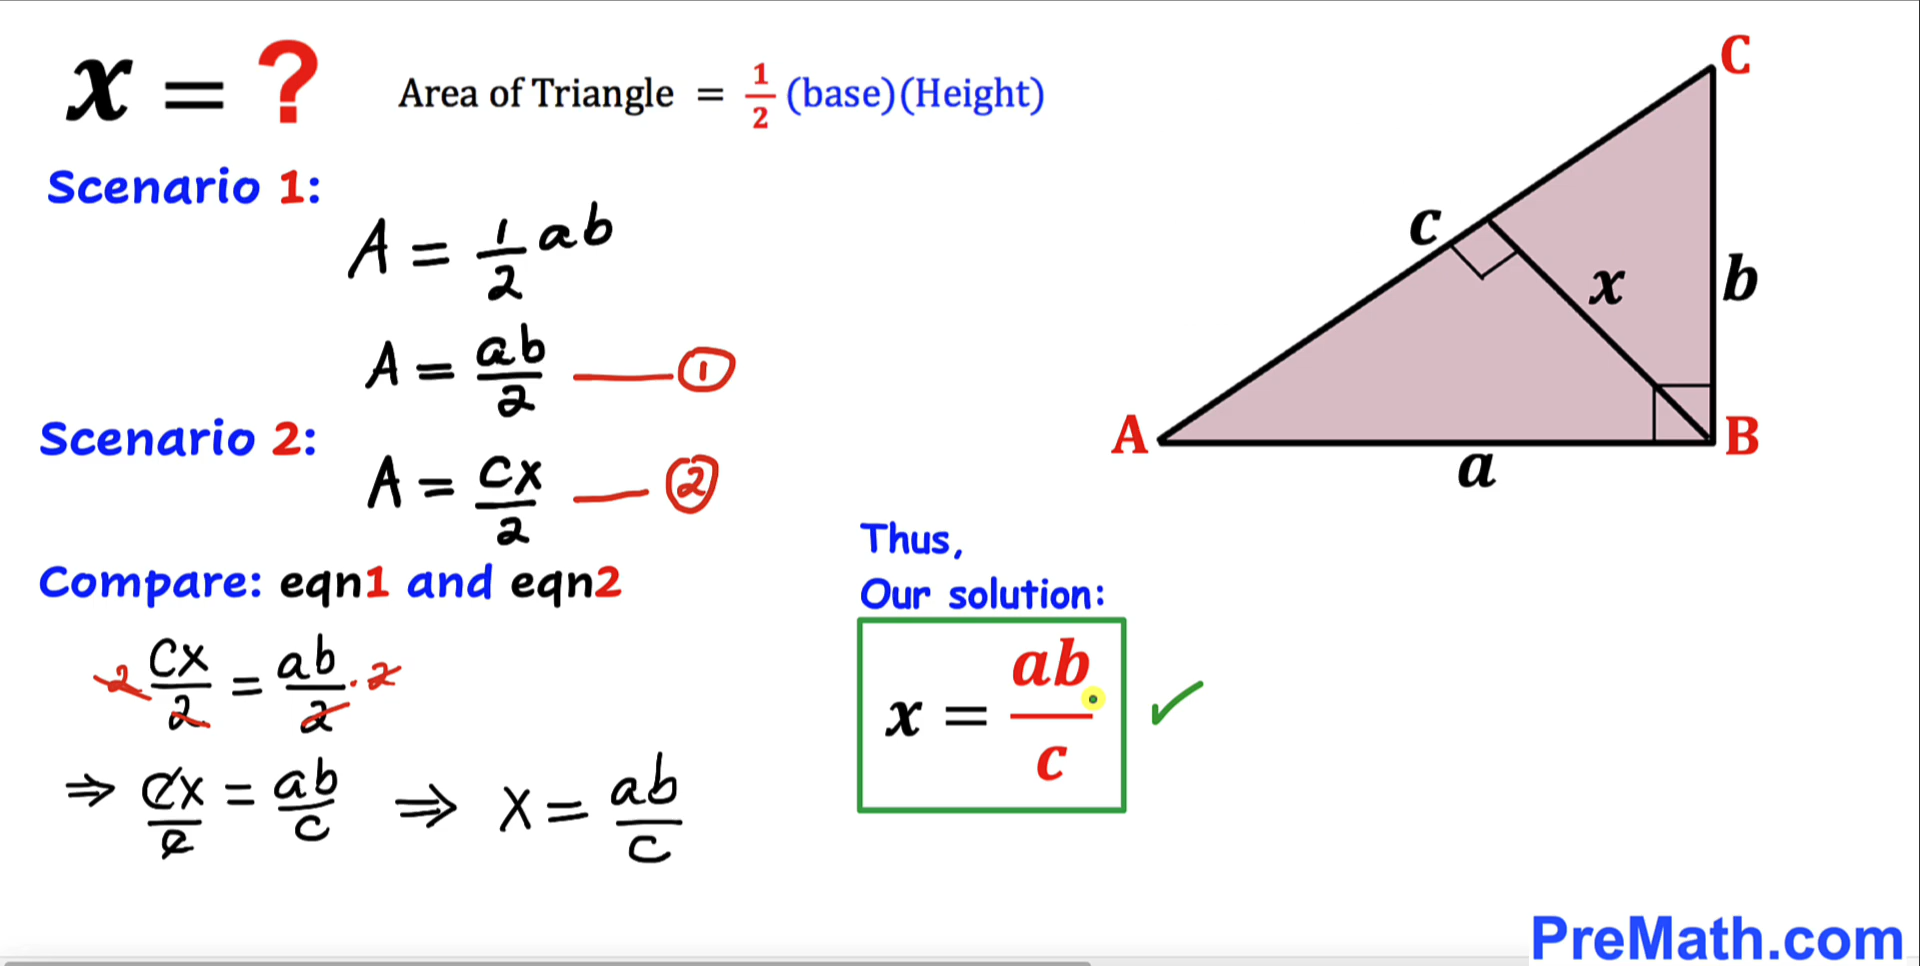 x = ?
Area of Triangle = 1/2 (base)(Height)
Scenario 1:
A = 1/2 ab
A = ab/2 —— ①
Scenario 2:
A = cx/2 — ②
Compare: eqn1 and eqn2
2 cx/2 = ab/2 · 2
⇒ cx/c = ab/c ⇒ x = ab/c
C
c
x
b
A
B
a
Thus,
Our solution:
x = ab/c ✓
PreMath.com